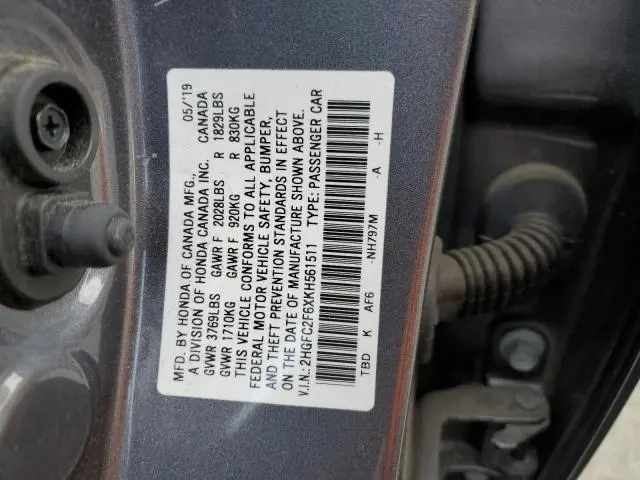 MFD. BY HONDA OF CANADA MFG., 05/19
A DIVISION OF HONDA CANADA INC. CANADA
GVWR 3769LBS GAWR F 2028LBS R 1829LBS
GVWR 1710KG GAWR F 920KG R 830KG
THIS VEHICLE CONFORMS TO ALL APPLICABLE
FEDERAL MOTOR VEHICLE SAFETY, BUMPER,
AND THEFT PREVENTION STANDARDS IN EFFECT
ON THE DATE OF MANUFACTURE SHOWN ABOVE.
V.I.N.: 2HGFC2F6XKH561511 TYPE: PASSENGER CAR
TBD K AF6 -NH797M -A -H